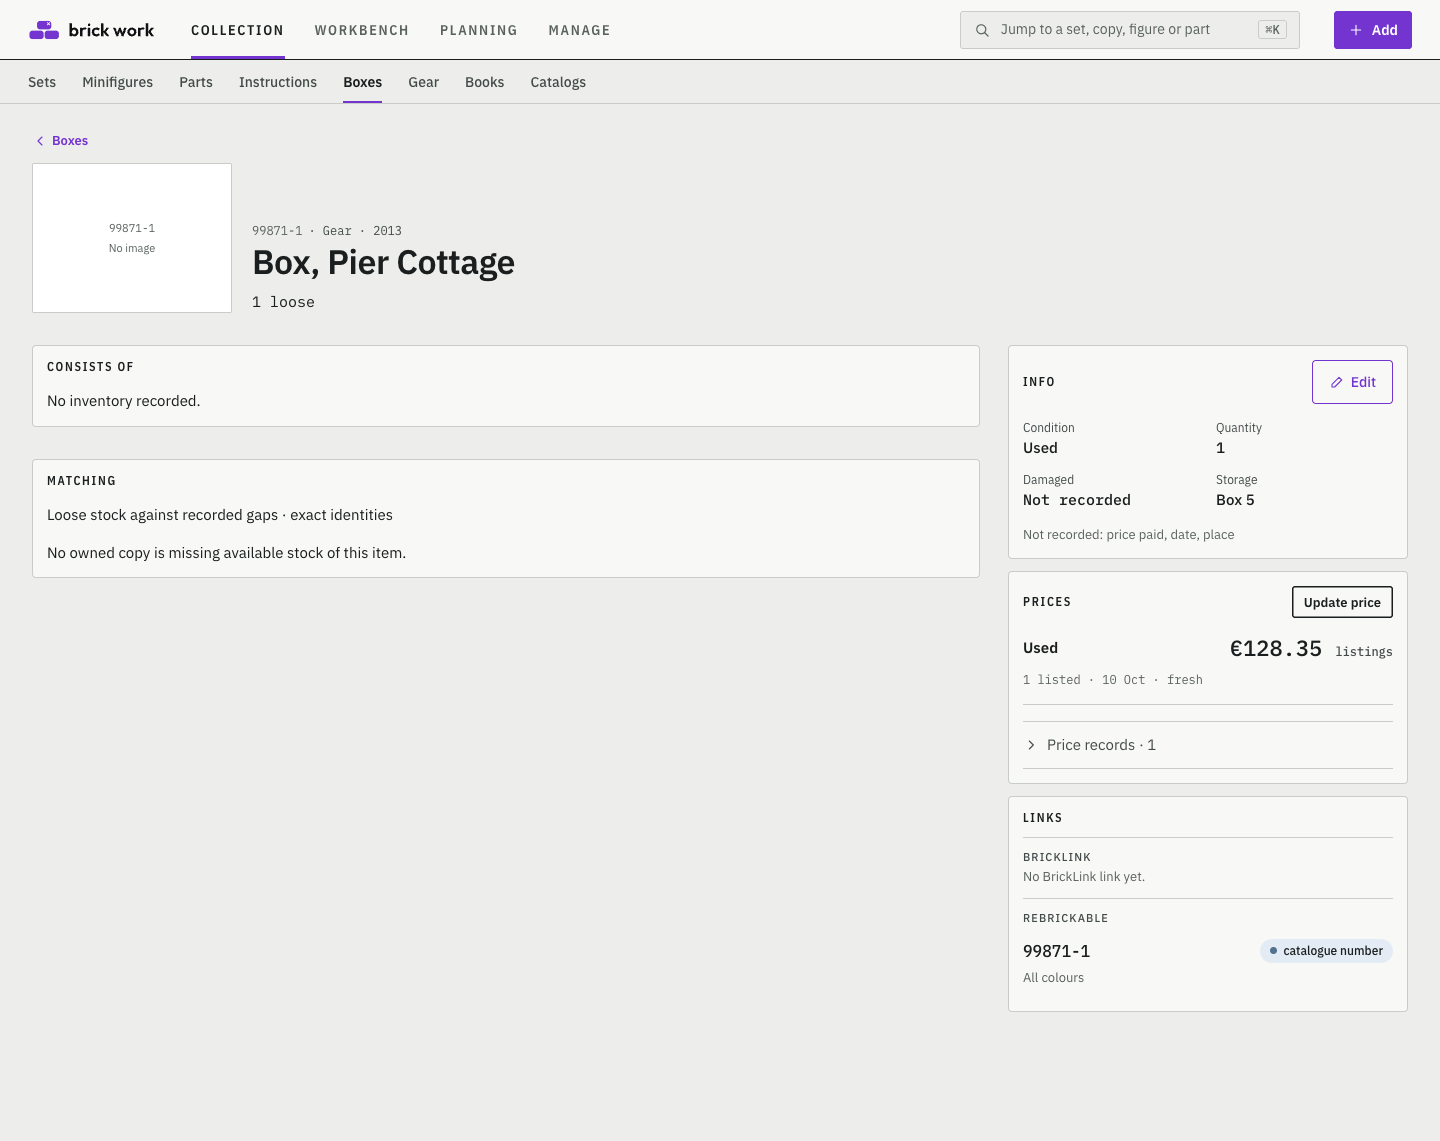 brick work
COLLECTION
WORKBENCH
PLANNING
MANAGE
Jump to a set, copy, figure or part
⌘K
+ Add
Sets
Minifigures
Parts
Instructions
Boxes
Gear
Books
Catalogs
Boxes
99871-1
No image
99871-1 · Gear · 2013
Box, Pier Cottage
1 loose
CONSISTS OF
No inventory recorded.
MATCHING
Loose stock against recorded gaps · exact identities
No owned copy is missing available stock of this item.
INFO
Edit
Condition
Used
Quantity
1
Damaged
Not recorded
Storage
Box 5
Not recorded: price paid, date, place
PRICES
Update price
Used
€128.35 listings
1 listed · 10 Oct · fresh
Price records · 1
LINKS
BRICKLINK
No BrickLink link yet.
REBRICKABLE
99871-1
catalogue number
All colours